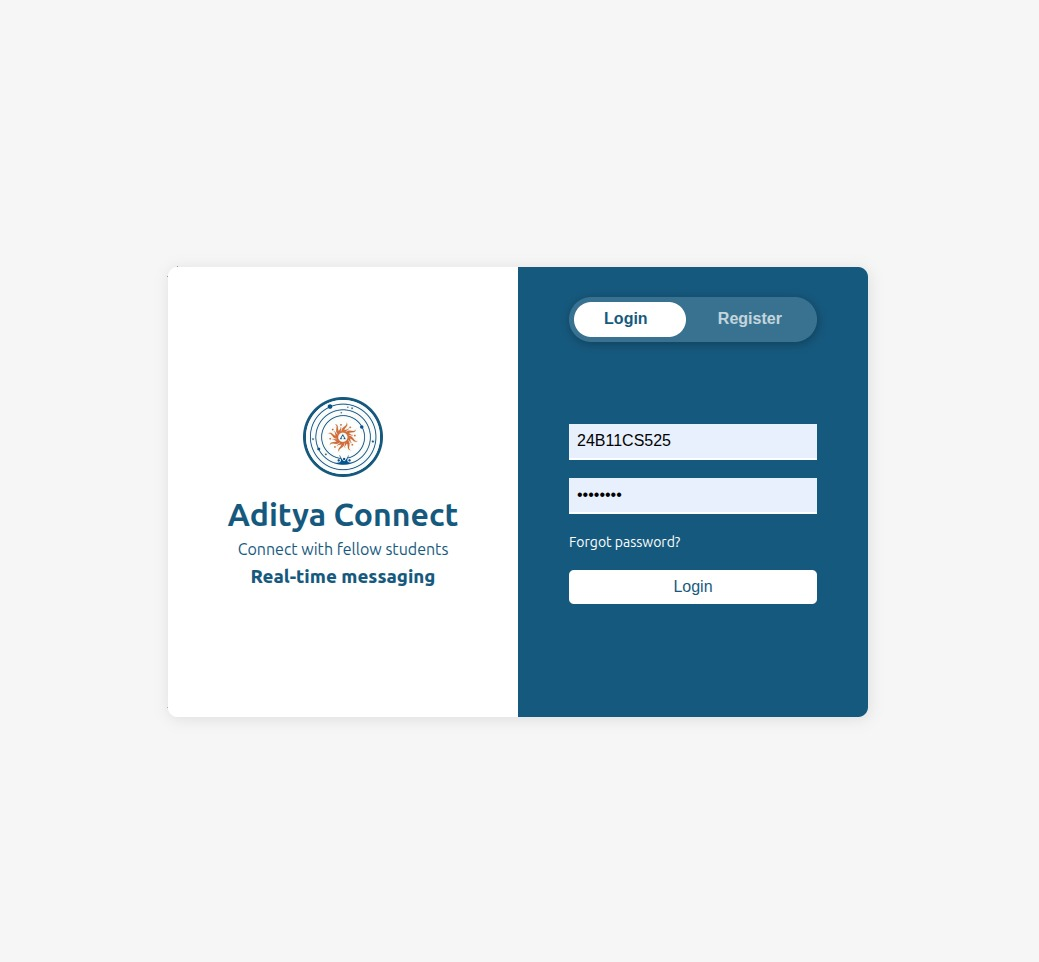 Aditya Connect
Connect with fellow students
Real-time messaging
Login Register
24B11CS525
••••••••
Forgot password?
Login